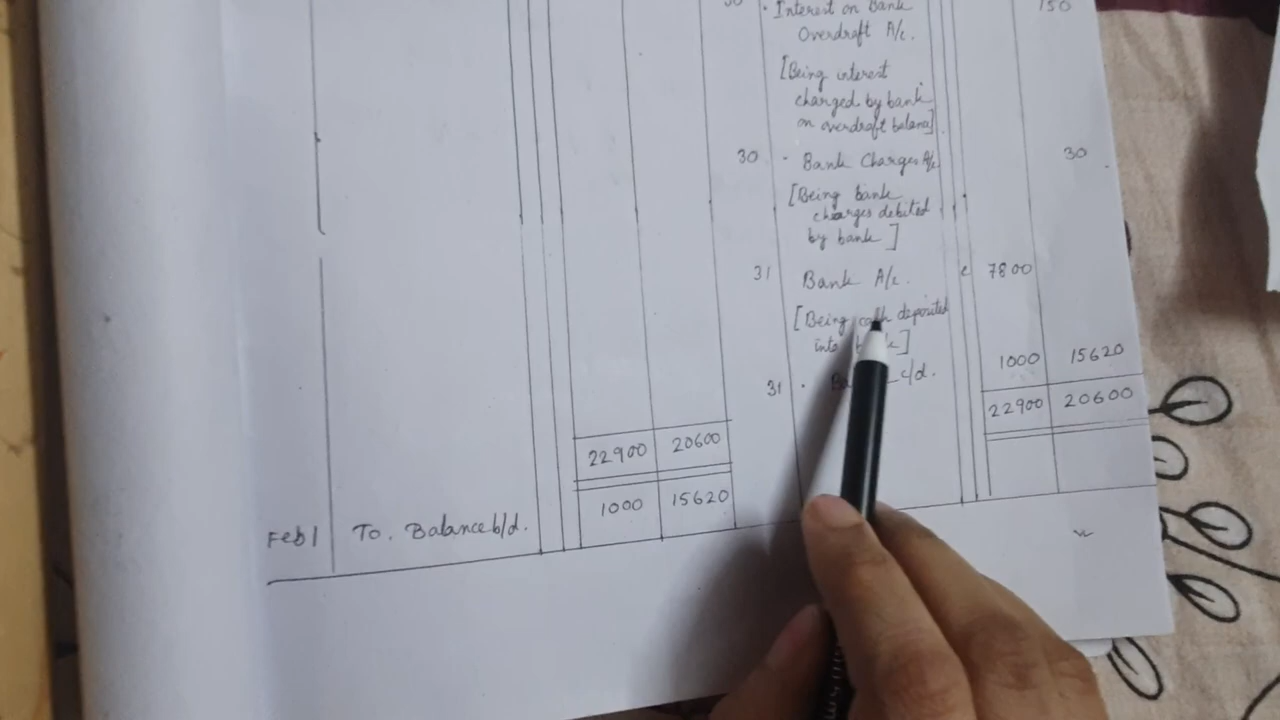 30 . Interest on Bank 150
Overdraft A/c.
[Being interest
charged by bank
on overdraft balance]
30 . Bank Charges A/c 30
[Being bank
charges debited
by bank]
31 Bank A/c. c 7800
[Being cash deposited
into
31 . c/d. 1000 15620
22900 20600
22900 20600
Feb 1 To. Balance b/d. 1000 15620